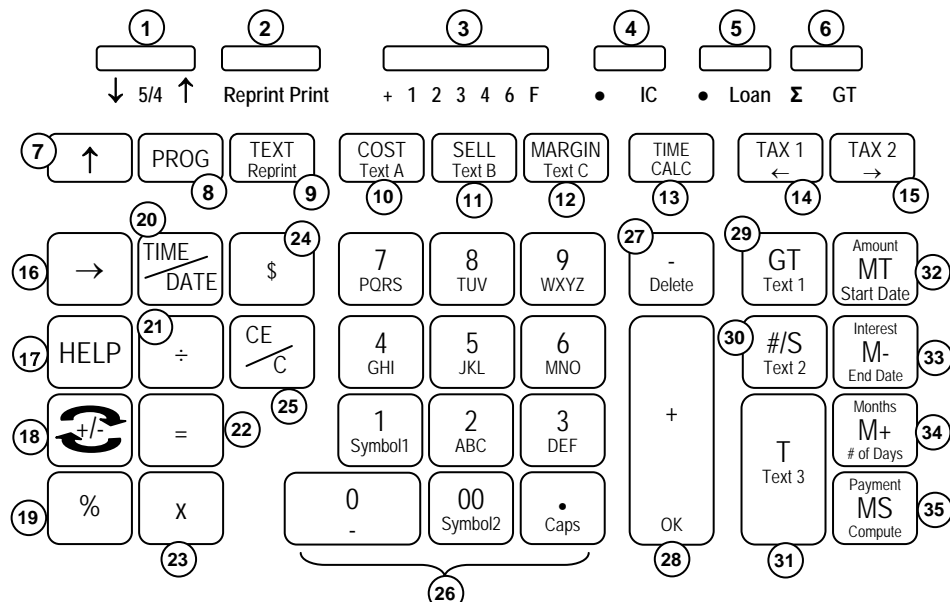 1 2 3 4 5 6
↓ 5/4 ↑ Reprint Print + 1 2 3 4 6 F • IC • Loan Σ GT
7 ↑ PROG TEXT COST SELL MARGIN TIME TAX 1 TAX 2
Reprint Text A Text B Text C CALC ← →
8 9 10 11 12 13 14 15
20 24 27 29
16 → TIME DATE $ 7 8 9 - GT Amount MT 32
PQRS TUV WXYZ Delete Text 1 Start Date
21 30
17 HELP ÷ CE C 4 5 6 #/S Interest M- 33
GHI JKL MNO Text 2 End Date
25
18 +/- = 22 1 2 3 + T Months M+ 34
Symbol1 ABC DEF Text 3 # of Days
19 % x 0 00 • OK Payment MS 35
- Symbol2 Caps Compute
23 26 28 31